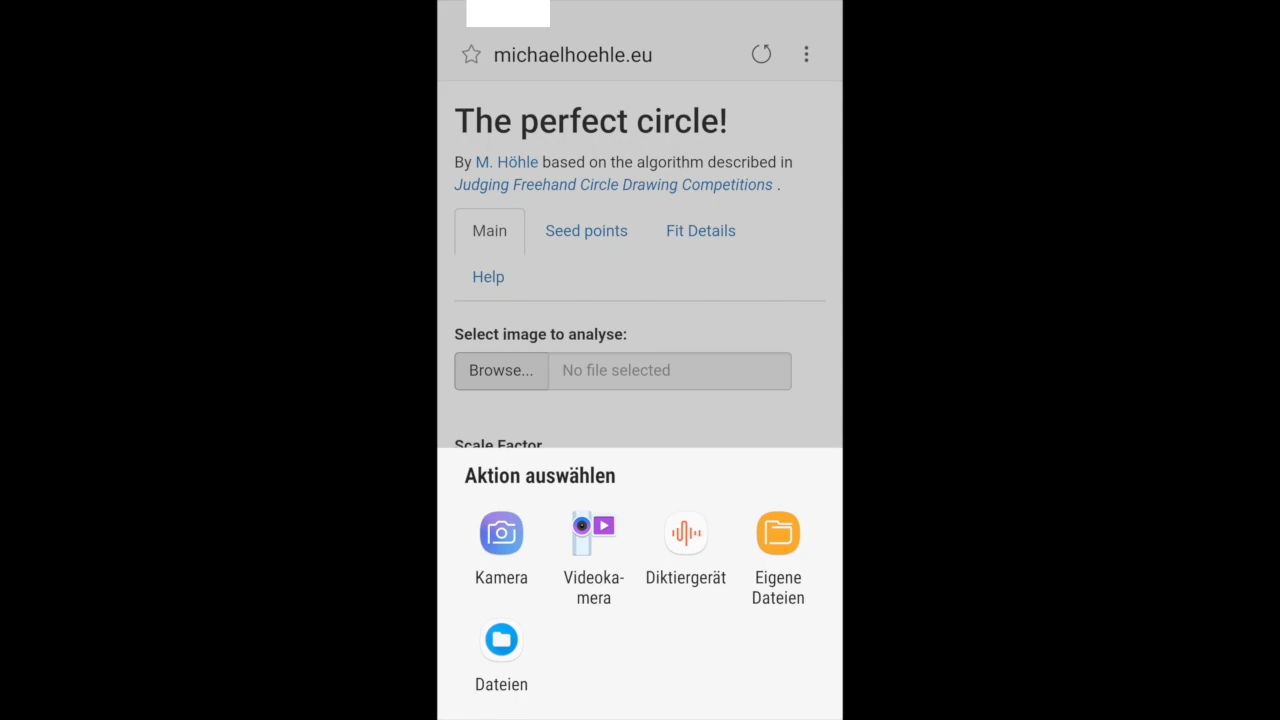 michaelhoehle.eu
The perfect circle!
By M. Höhle based on the algorithm described in
Judging Freehand Circle Drawing Competitions .
Main Seed points Fit Details
Help
Select image to analyse:
Browse... No file selected
Scale Factor
Aktion auswählen
Kamera
Videoka-
mera
Diktiergerät
Eigene
Dateien
Dateien